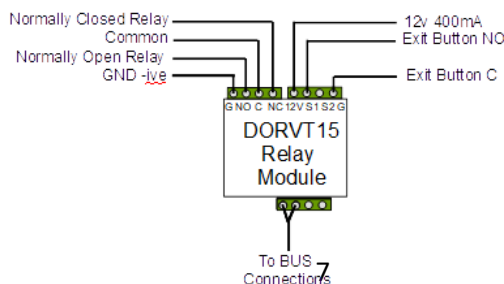 Normally Closed Relay
Common
Normally Open Relay
GND -ive
12v 400mA
Exit Button NO
Exit Button C
G NO C NC 12V S1 S2 G
DORVT15
Relay
Module
To BUS
Connections
7